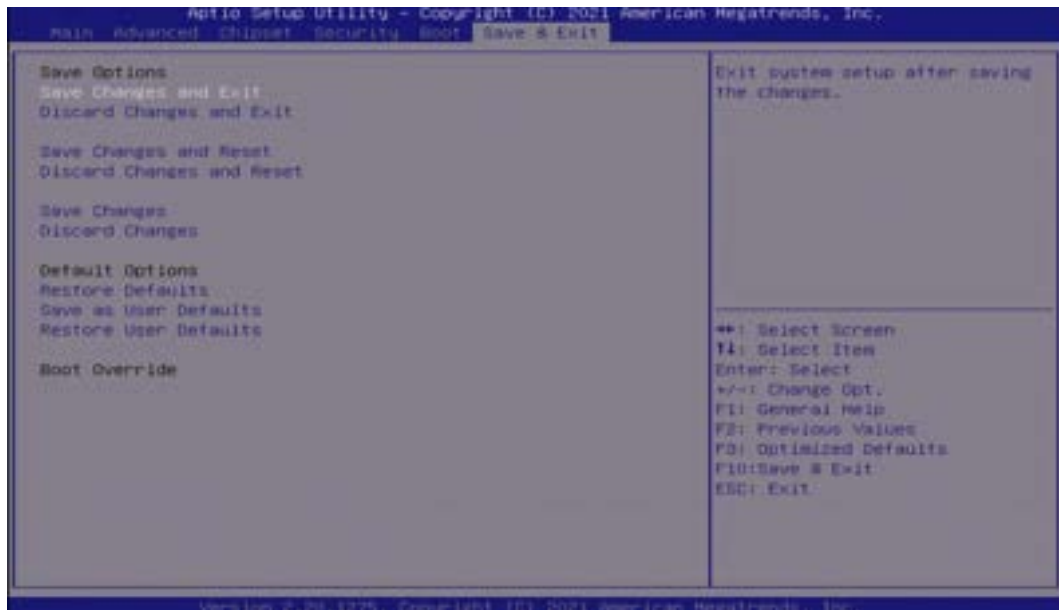 Aptio Setup Utility - Copyright (C) 2021 American Megatrends, Inc.
Main Advanced Chipset Security Boot Save & Exit
Save Options
Save Changes and Exit
Discard Changes and Exit
Save Changes and Reset
Discard Changes and Reset
Save Changes
Discard Changes
Default Options
Restore Defaults
Save as User Defaults
Restore User Defaults
Boot Override
Exit system setup after saving
the changes.
→←: Select Screen
↑↓: Select Item
Enter: Select
+/-: Change Opt.
F1: General Help
F2: Previous Values
F3: Optimized Defaults
F10:Save & Exit
ESC: Exit
Version 2.20.1275. Copyright (C) 2021 American Megatrends, Inc.